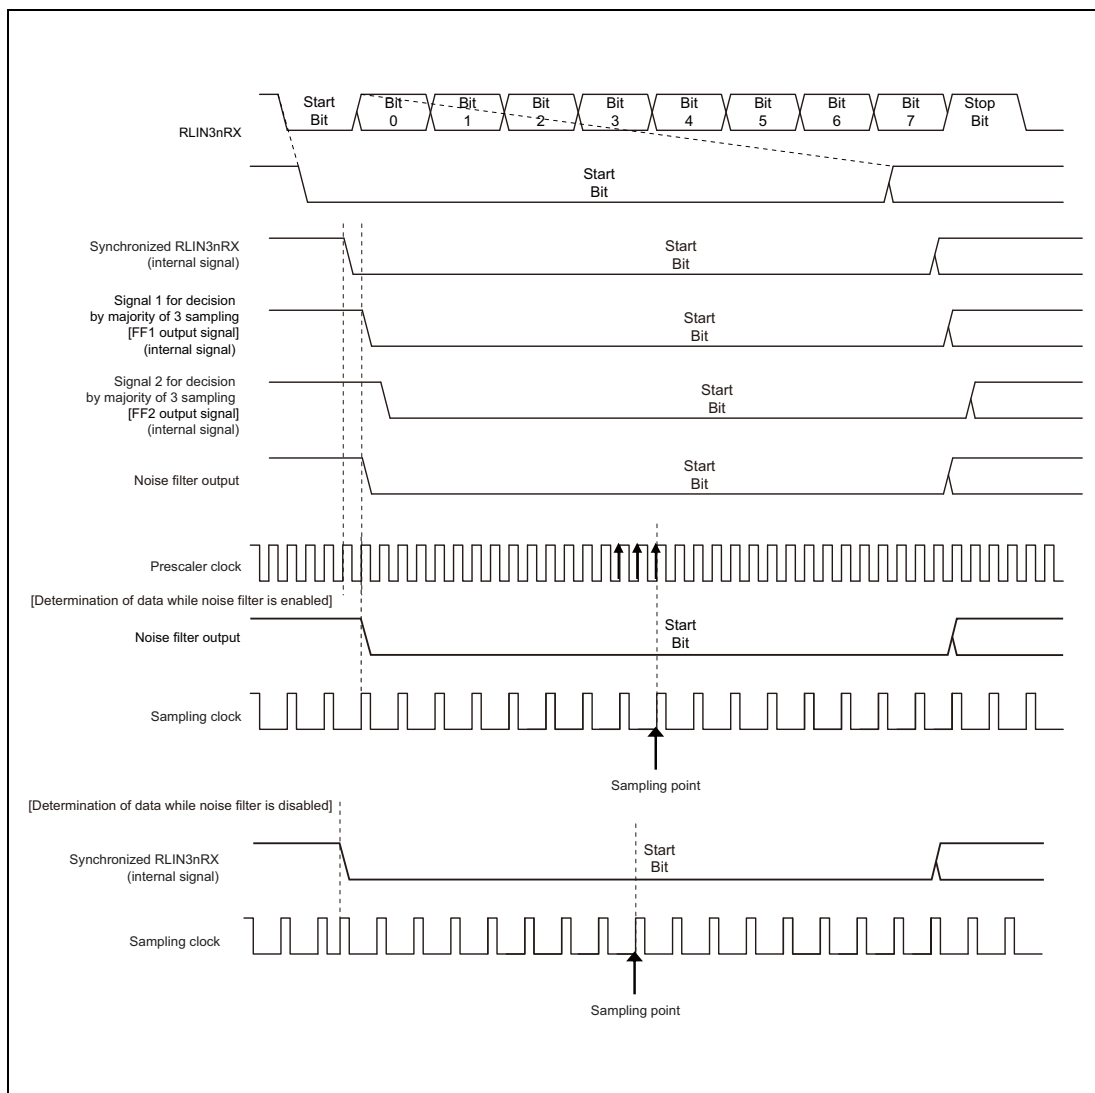 Start
Bit
Bit
0
Bit
1
Bit
2
Bit
3
Bit
4
Bit
5
Bit
6
Bit
7
Stop
Bit
RLIN3nRX
Start
Bit
Synchronized RLIN3nRX
(internal signal)
Start
Bit
Signal 1 for decision
by majority of 3 sampling
[FF1 output signal]
(internal signal)
Start
Bit
Signal 2 for decision
by majority of 3 sampling
[FF2 output signal]
(internal signal)
Start
Bit
Noise filter output
Start
Bit
Prescaler clock
[Determination of data while noise filter is enabled]
Noise filter output
Start
Bit
Sampling clock
Sampling point
[Determination of data while noise filter is disabled]
Synchronized RLIN3nRX
(internal signal)
Start
Bit
Sampling clock
Sampling point